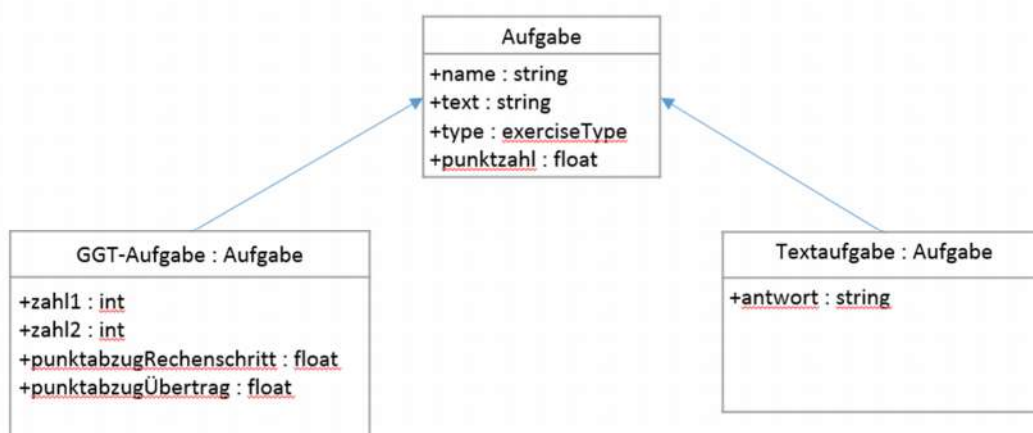 Aufgabe
+name : string
+text : string
+type : exerciseType
+punktzahl : float
GGT-Aufgabe : Aufgabe
+zahl1 : int
+zahl2 : int
+punktabzugRechenschritt : float
+punktabzugÜbertrag : float
Textaufgabe : Aufgabe
+antwort : string